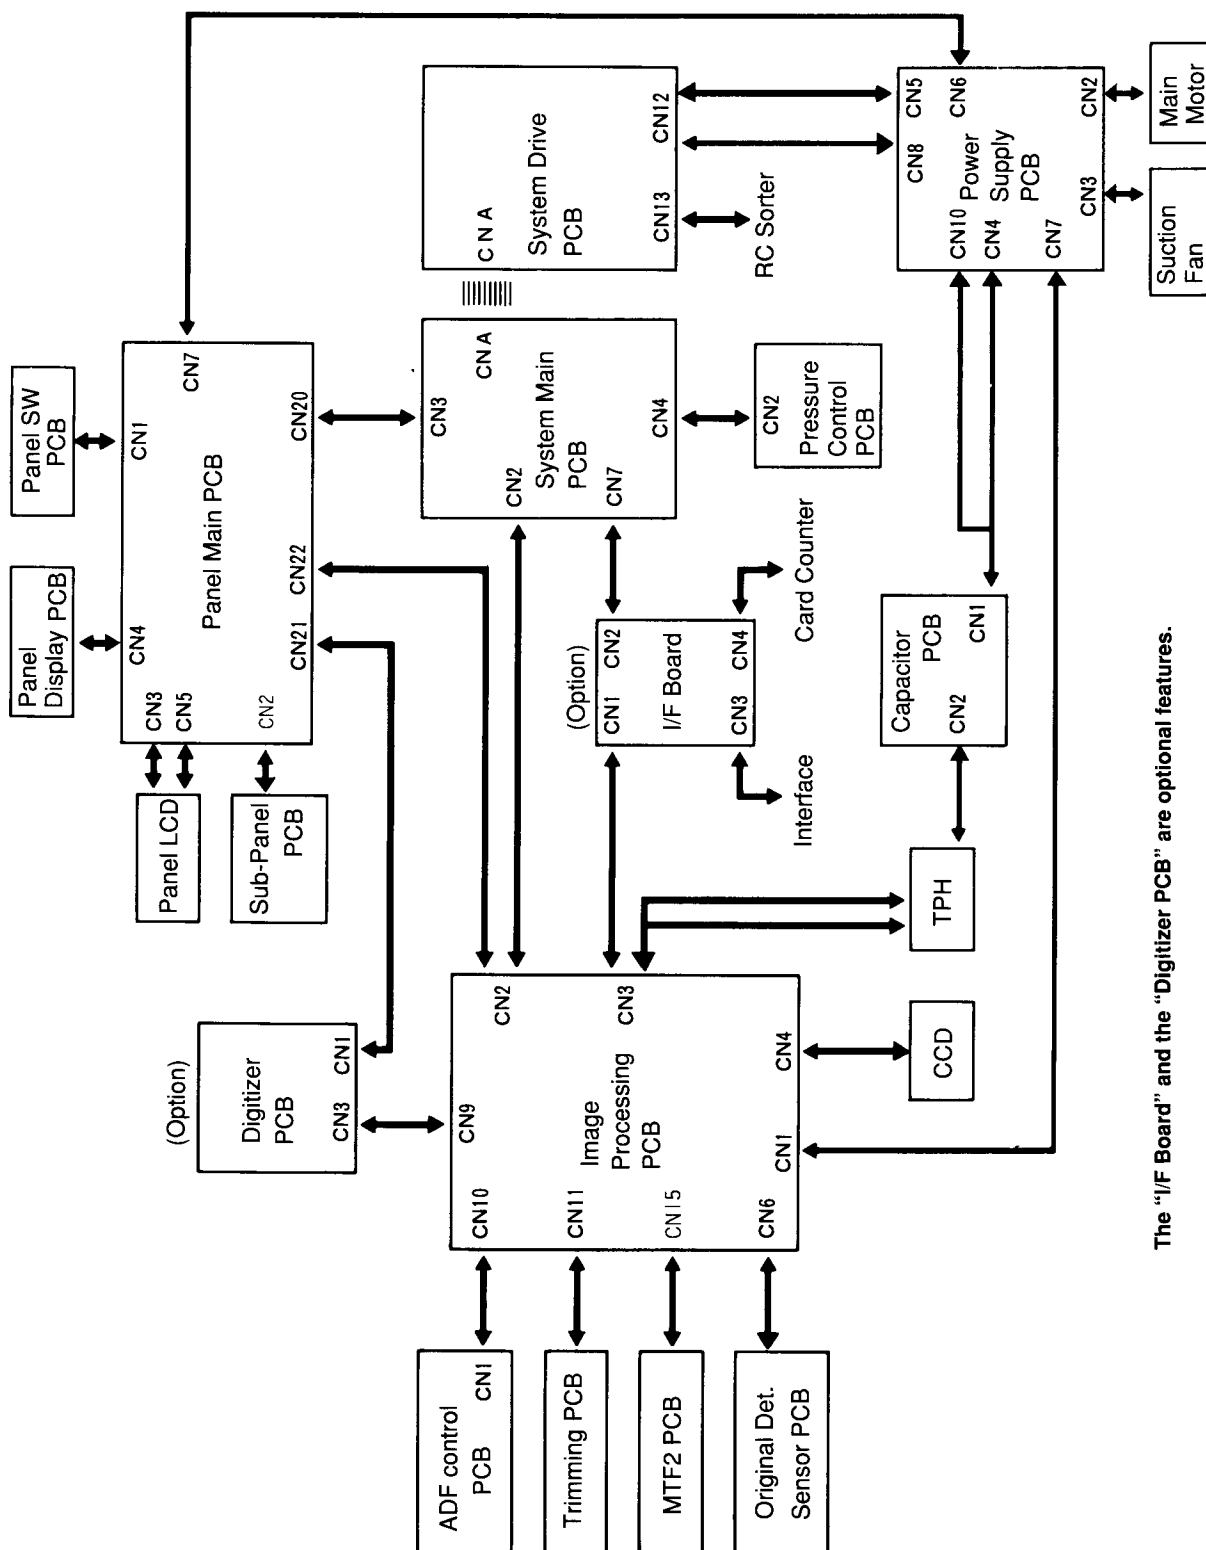 Panel SW
PCB
Panel
Display PCB
CN1
CN7
CN4
CN3
CN5
CN2
Panel Main PCB
CN20
CN22
CN21
Panel LCD
Sub-Panel
PCB
(Option)
Digitizer
PCB
CN1
CN3
C N A
System Drive
PCB
CN12
CN13
RC Sorter
CN A
CN3
System Main
PCB
CN2
CN7
CN4
CN2
Pressure
Control
PCB
CN5
CN6
CN8
CN10
CN4
CN7
Power
Supply
PCB
CN2
CN3
Main
Motor
Suction
Fan
(Option)
CN1
CN2
I/F Board
CN3
CN4
Card Counter
Interface
Capacitor
PCB
CN2
CN1
TPH
CCD
CN2
CN3
CN9
CN10
CN11
CN15
CN6
CN1
CN4
Image
Processing
PCB
ADF control
PCB
CN1
Trimming PCB
MTF2 PCB
Original Det.
Sensor PCB
The “I/F Board” and the “Digitizer PCB” are optional features.